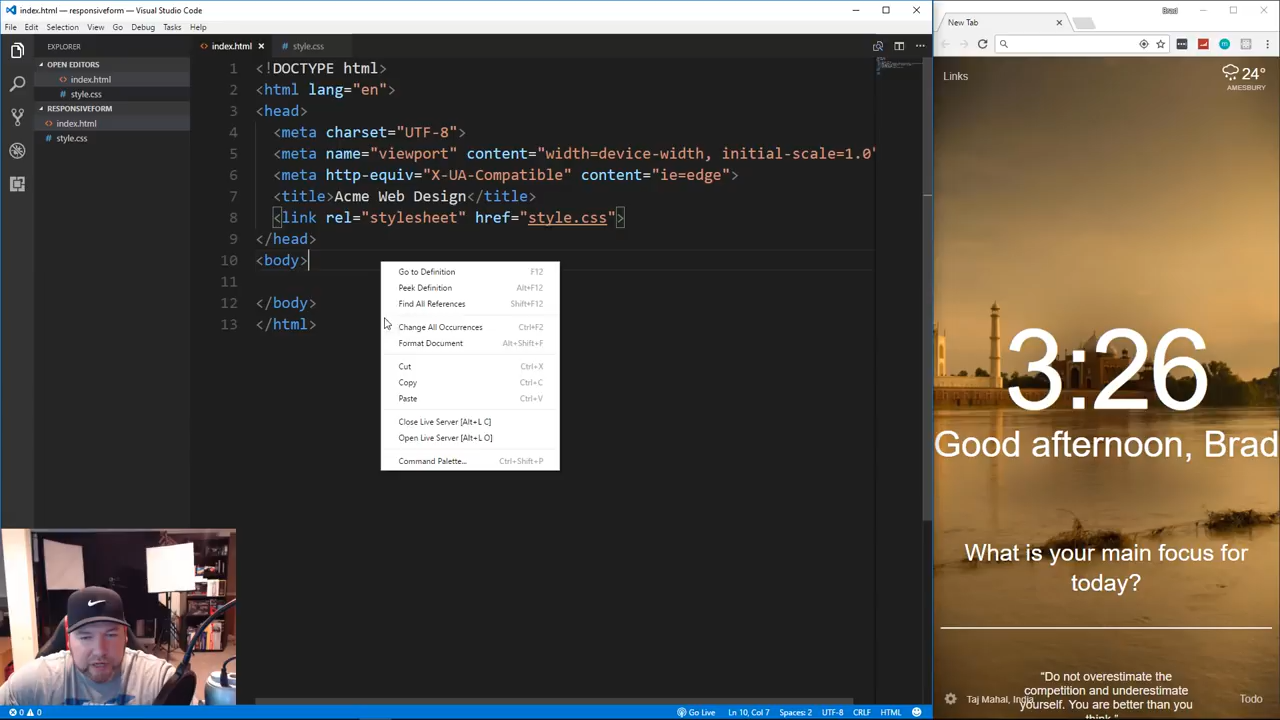 index.html — responsiveform — Visual Studio Code
File Edit Selection View Go Debug Tasks Help
EXPLORER
OPEN EDITORS
index.html
style.css
RESPONSIVEFORM
index.html
style.css
index.html
style.css
1 <!DOCTYPE html>
2 <html lang="en">
3 <head>
4 <meta charset="UTF-8">
5 <meta name="viewport" content="width=device-width, initial-scale=1.0"
6 <meta http-equiv="X-UA-Compatible" content="ie=edge">
7 <title>Acme Web Design</title>
8 <link rel="stylesheet" href="style.css">
9 </head>
10 <body>
11
12 </body>
13 </html>
Go to Definition F12
Peek Definition Alt+F12
Find All References Shift+F12
Change All Occurrences Ctrl+F2
Format Document Alt+Shift+F
Cut Ctrl+X
Copy Ctrl+C
Paste Ctrl+V
Close Live Server [Alt+L C]
Open Live Server [Alt+L O]
Command Palette... Ctrl+Shift+P
0 0
Go Live Ln 10, Col 7 Spaces: 2 UTF-8 CRLF HTML
Brad
New Tab
Links
24°
AMESBURY
3:26
Good afternoon, Brad
What is your main focus for
today?
"Do not overestimate the
competition and underestimate
yourself. You are better than you
think."
Taj Mahal, India
Todo